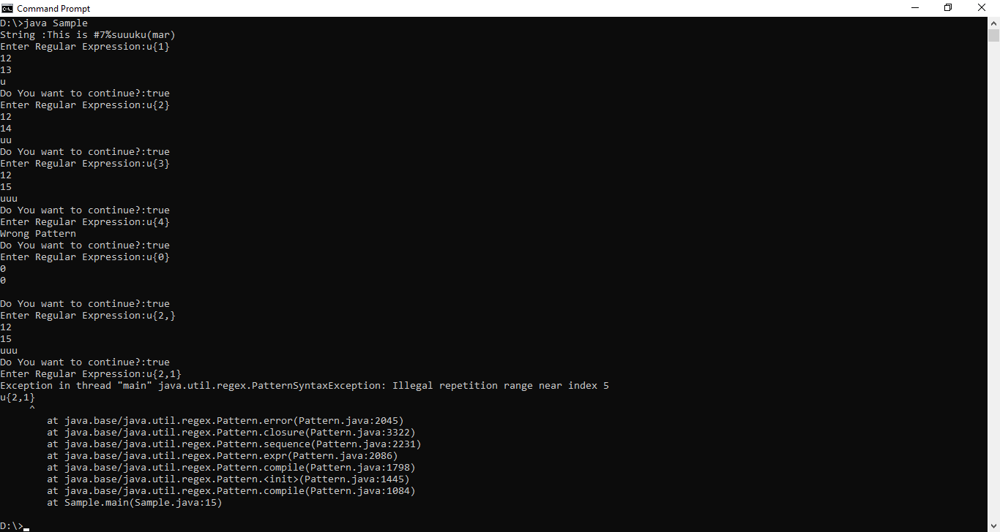 Command Prompt
D:\>java Sample
String :This is #7%suuuku(mar)
Enter Regular Expression:u{1}
12
13
u
Do You want to continue?:true
Enter Regular Expression:u{2}
12
14
uu
Do You want to continue?:true
Enter Regular Expression:u{3}
12
15
uuu
Do You want to continue?:true
Enter Regular Expression:u{4}
Wrong Pattern
Do You want to continue?:true
Enter Regular Expression:u{0}
0
0

Do You want to continue?:true
Enter Regular Expression:u{2,}
12
15
uuu
Do You want to continue?:true
Enter Regular Expression:u{2,1}
Exception in thread "main" java.util.regex.PatternSyntaxException: Illegal repetition range near index 5
u{2,1}
     ^
        at java.base/java.util.regex.Pattern.error(Pattern.java:2045)
        at java.base/java.util.regex.Pattern.closure(Pattern.java:3322)
        at java.base/java.util.regex.Pattern.sequence(Pattern.java:2231)
        at java.base/java.util.regex.Pattern.expr(Pattern.java:2086)
        at java.base/java.util.regex.Pattern.compile(Pattern.java:1798)
        at java.base/java.util.regex.Pattern.<init>(Pattern.java:1445)
        at java.base/java.util.regex.Pattern.compile(Pattern.java:1084)
        at Sample.main(Sample.java:15)

D:\>